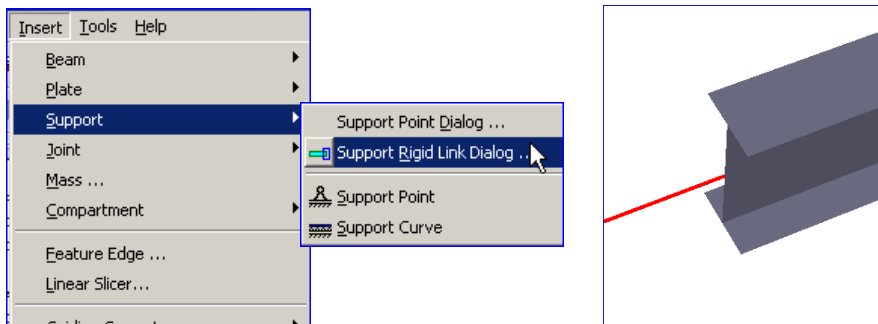 Insert Tools Help
Beam
Plate
Support
Support Point Dialog ...
Joint
Support Rigid Link Dialog ...
Mass ...
Support Point
Compartment
Support Curve
Feature Edge ...
Linear Slicer...